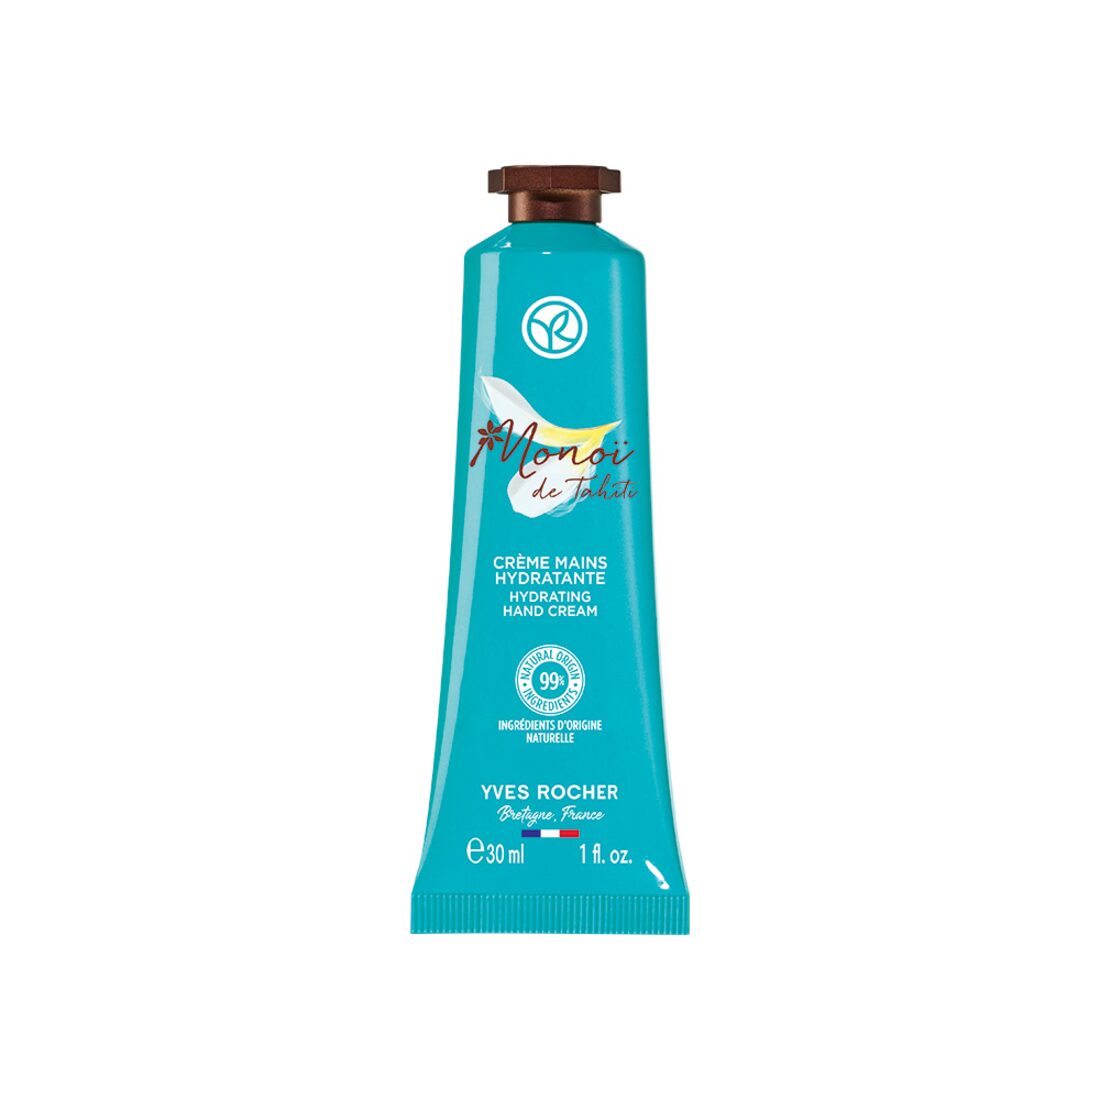 Monoï
de Tahiti
CRÈME MAINS
HYDRATANTE
HYDRATING
HAND CREAM
NATURAL ORIGIN
99%
INGREDIENTS
INGRÉDIENTS D'ORIGINE
NATURELLE
YVES ROCHER
Bretagne, France
℮30 ml 1 fl. oz.